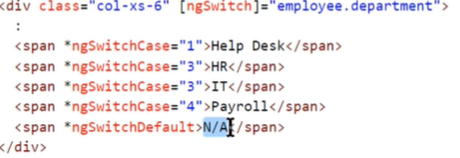 <div class="col-xs-6" [ngSwitch]="employee.department">
:
<span *ngSwitchCase="1">Help Desk</span>
<span *ngSwitchCase="3">HR</span>
<span *ngSwitchCase="3">IT</span>
<span *ngSwitchCase="4">Payroll</span>
<span *ngSwitchDefault>N/A</span>
</div>